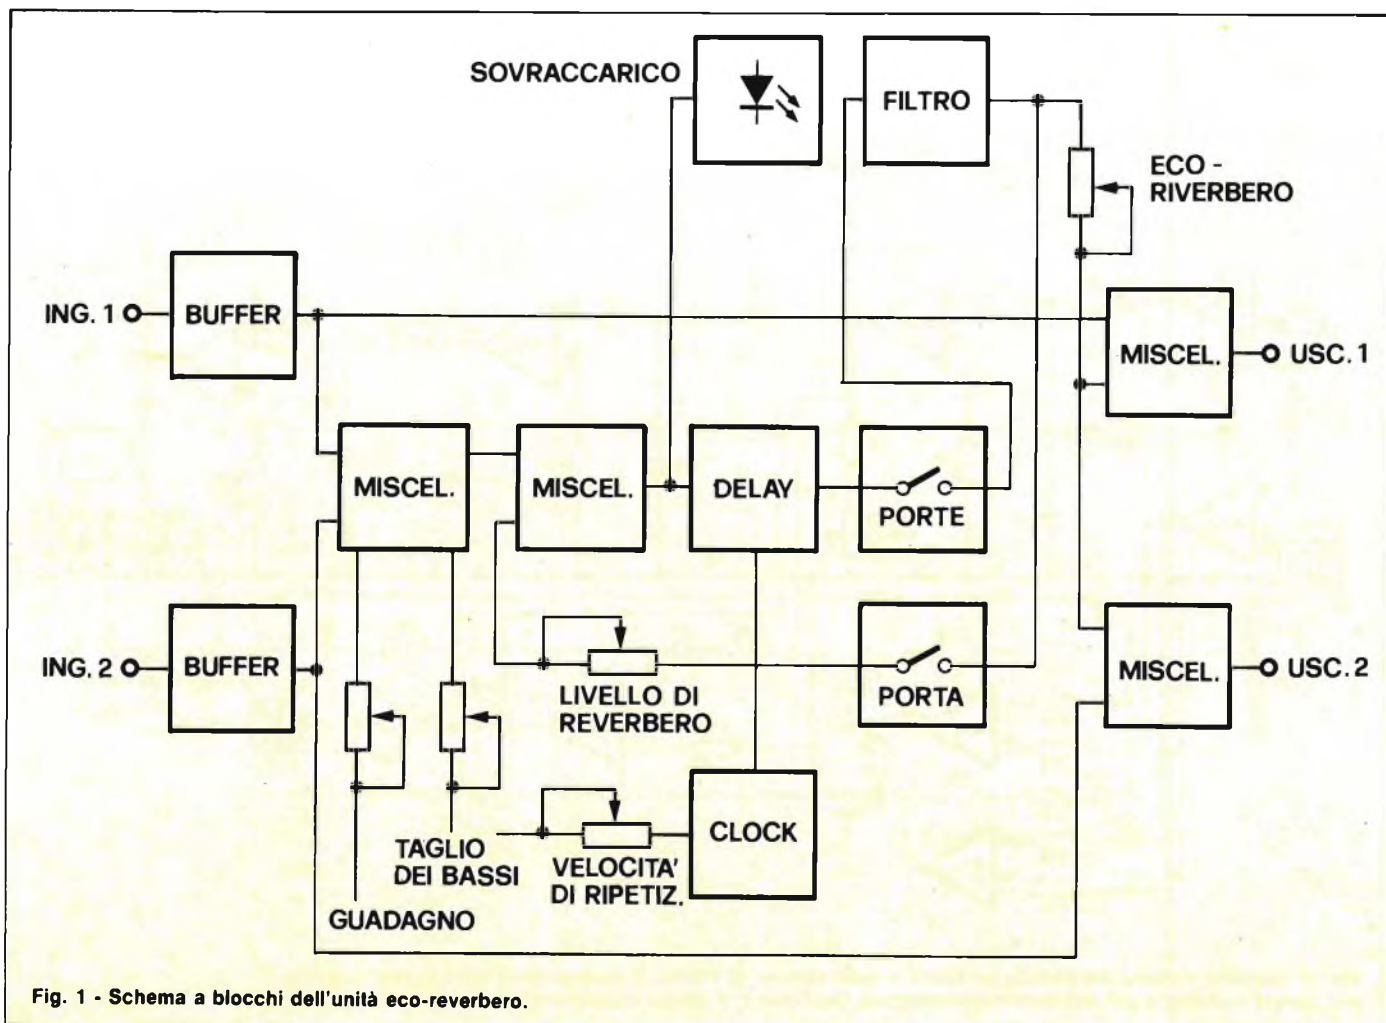 SOVRACCARICO
FILTRO
ECO -
RIVERBERO
ING. 1
BUFFER
MISCEL.
USC. 1
MISCEL.
MISCEL.
DELAY
PORTE
ING. 2
BUFFER
LIVELLO DI
REVERBERO
PORTA
MISCEL.
USC. 2
TAGLIO
DEI BASSI
VELOCITA'
DI RIPETIZ.
CLOCK
GUADAGNO
Fig. 1 - Schema a blocchi dell'unità eco-reverbero.